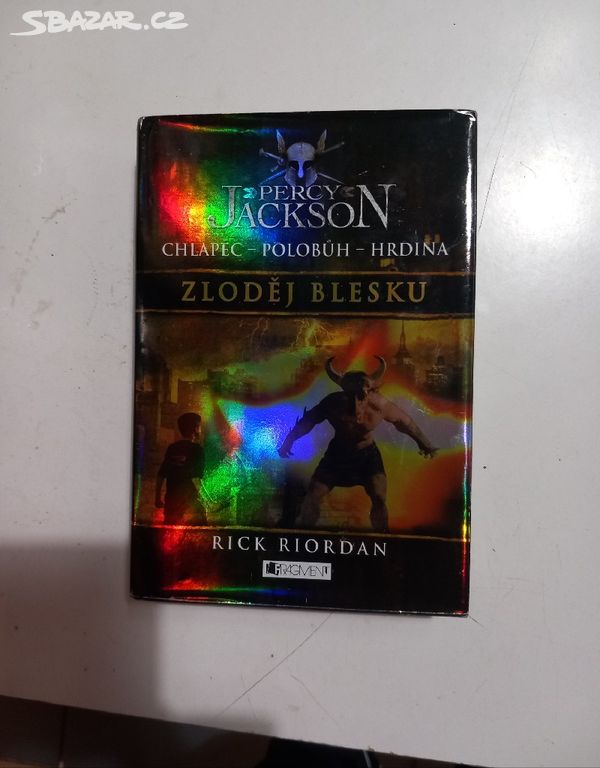 SBAZAR.CZ
PERCY
JACKSON
CHLAPEC – POLOBŮH – HRDINA
ZLODĚJ BLESKU
RICK RIORDAN
FRAGMENT